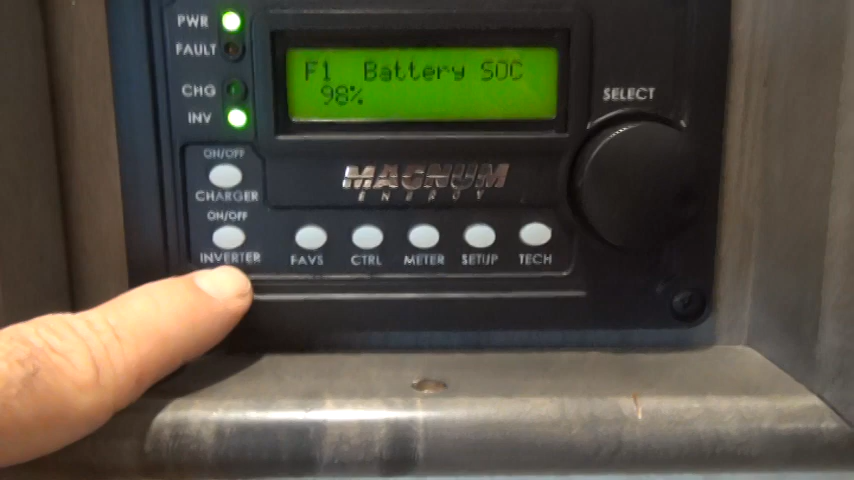 PWR
FAULT
CHG
INV
F1 Battery SOC
98%
SELECT
ON/OFF
CHARGER
MAGNUM
ENERGY
ON/OFF
INVERTER
FAVS
CTRL
METER
SETUP
TECH